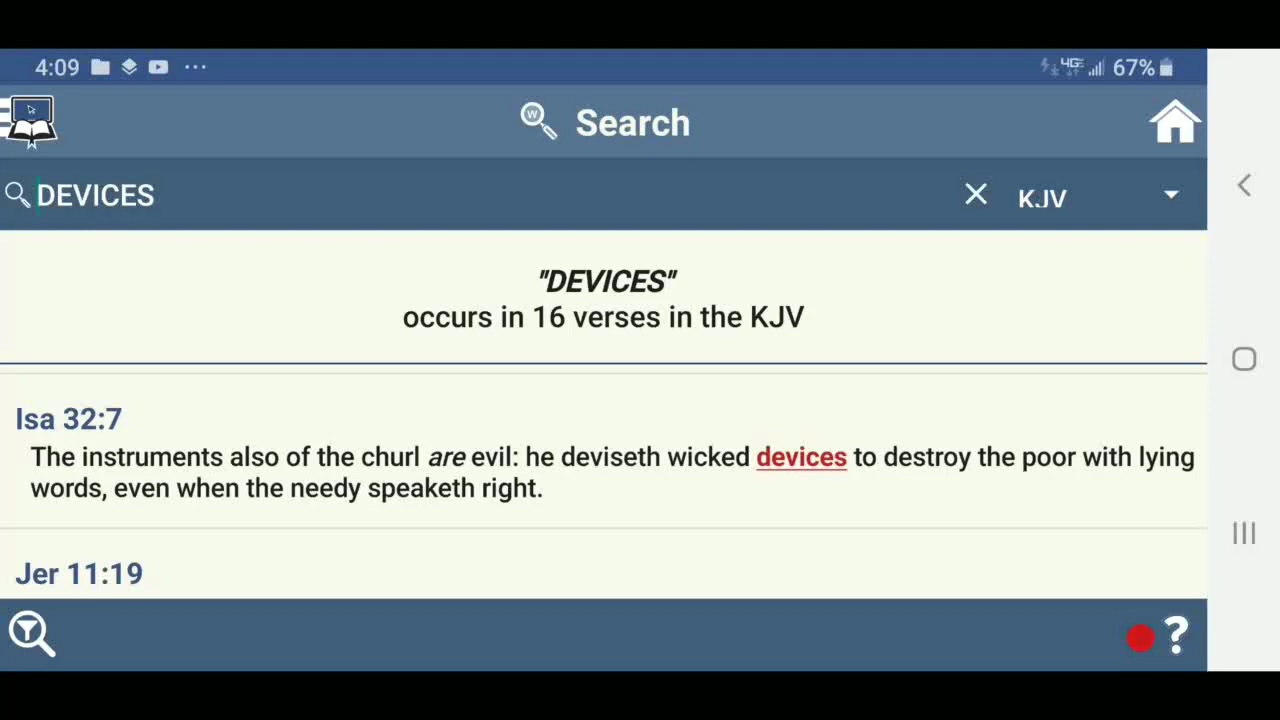 4:09 4G 67%
W Search
DEVICES KJV
"DEVICES"
occurs in 16 verses in the KJV
Isa 32:7
The instruments also of the churl are evil: he deviseth wicked devices to destroy the poor with lying
words, even when the needy speaketh right.
Jer 11:19
?